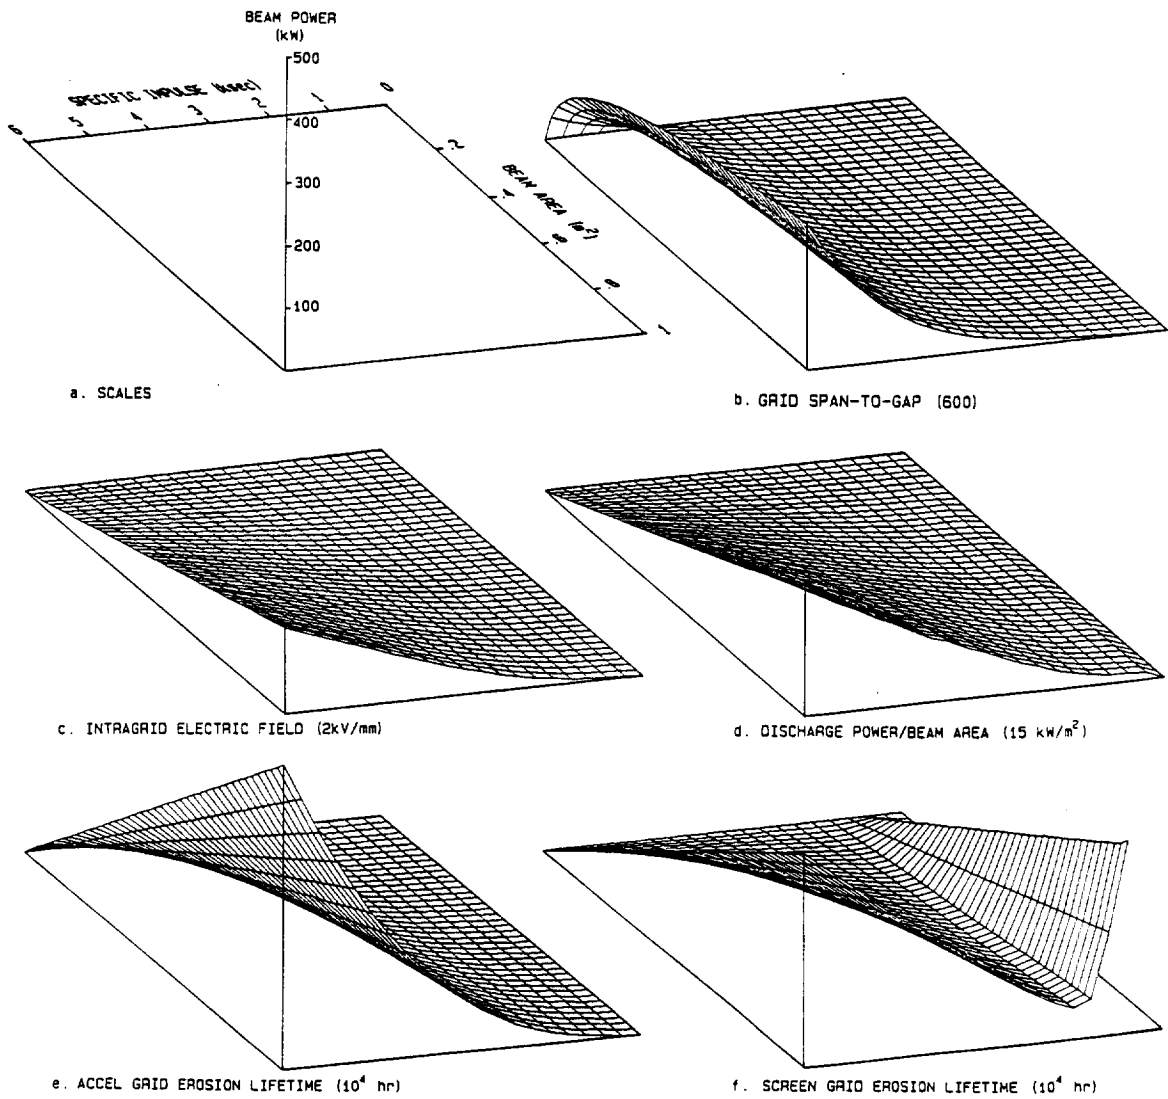 BEAM POWER
(kW)
500
400
300
200
100
SPECIFIC IMPULSE (ksec)
6
5
4
3
2
1
0
BEAM AREA (m²)
.2
.4
.6
.8
1
a. SCALES
b. GRID SPAN-TO-GAP (600)
c. INTRAGRID ELECTRIC FIELD (2kV/mm)
d. DISCHARGE POWER/BEAM AREA (15 kW/m²)
e. ACCEL GRID EROSION LIFETIME (10⁴ hr)
f. SCREEN GRID EROSION LIFETIME (10⁴ hr)